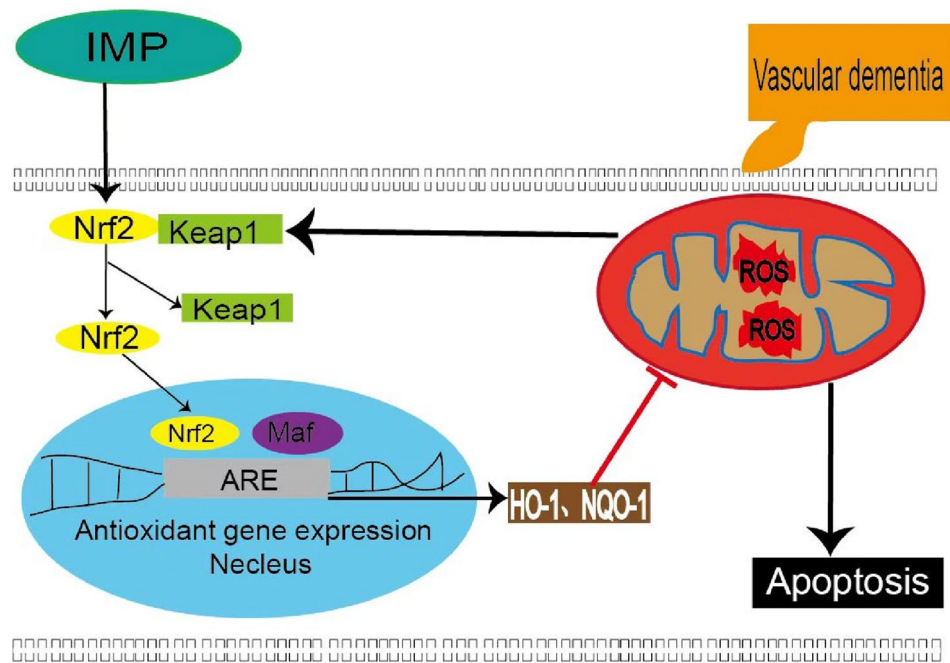 IMP
Vascular dementia
Nrf2
Keap1
ROS
Keap1
ROS
Nrf2
Nrf2
Maf
ARE
HO-1、NQO-1
Antioxidant gene expression
Necleus
Apoptosis